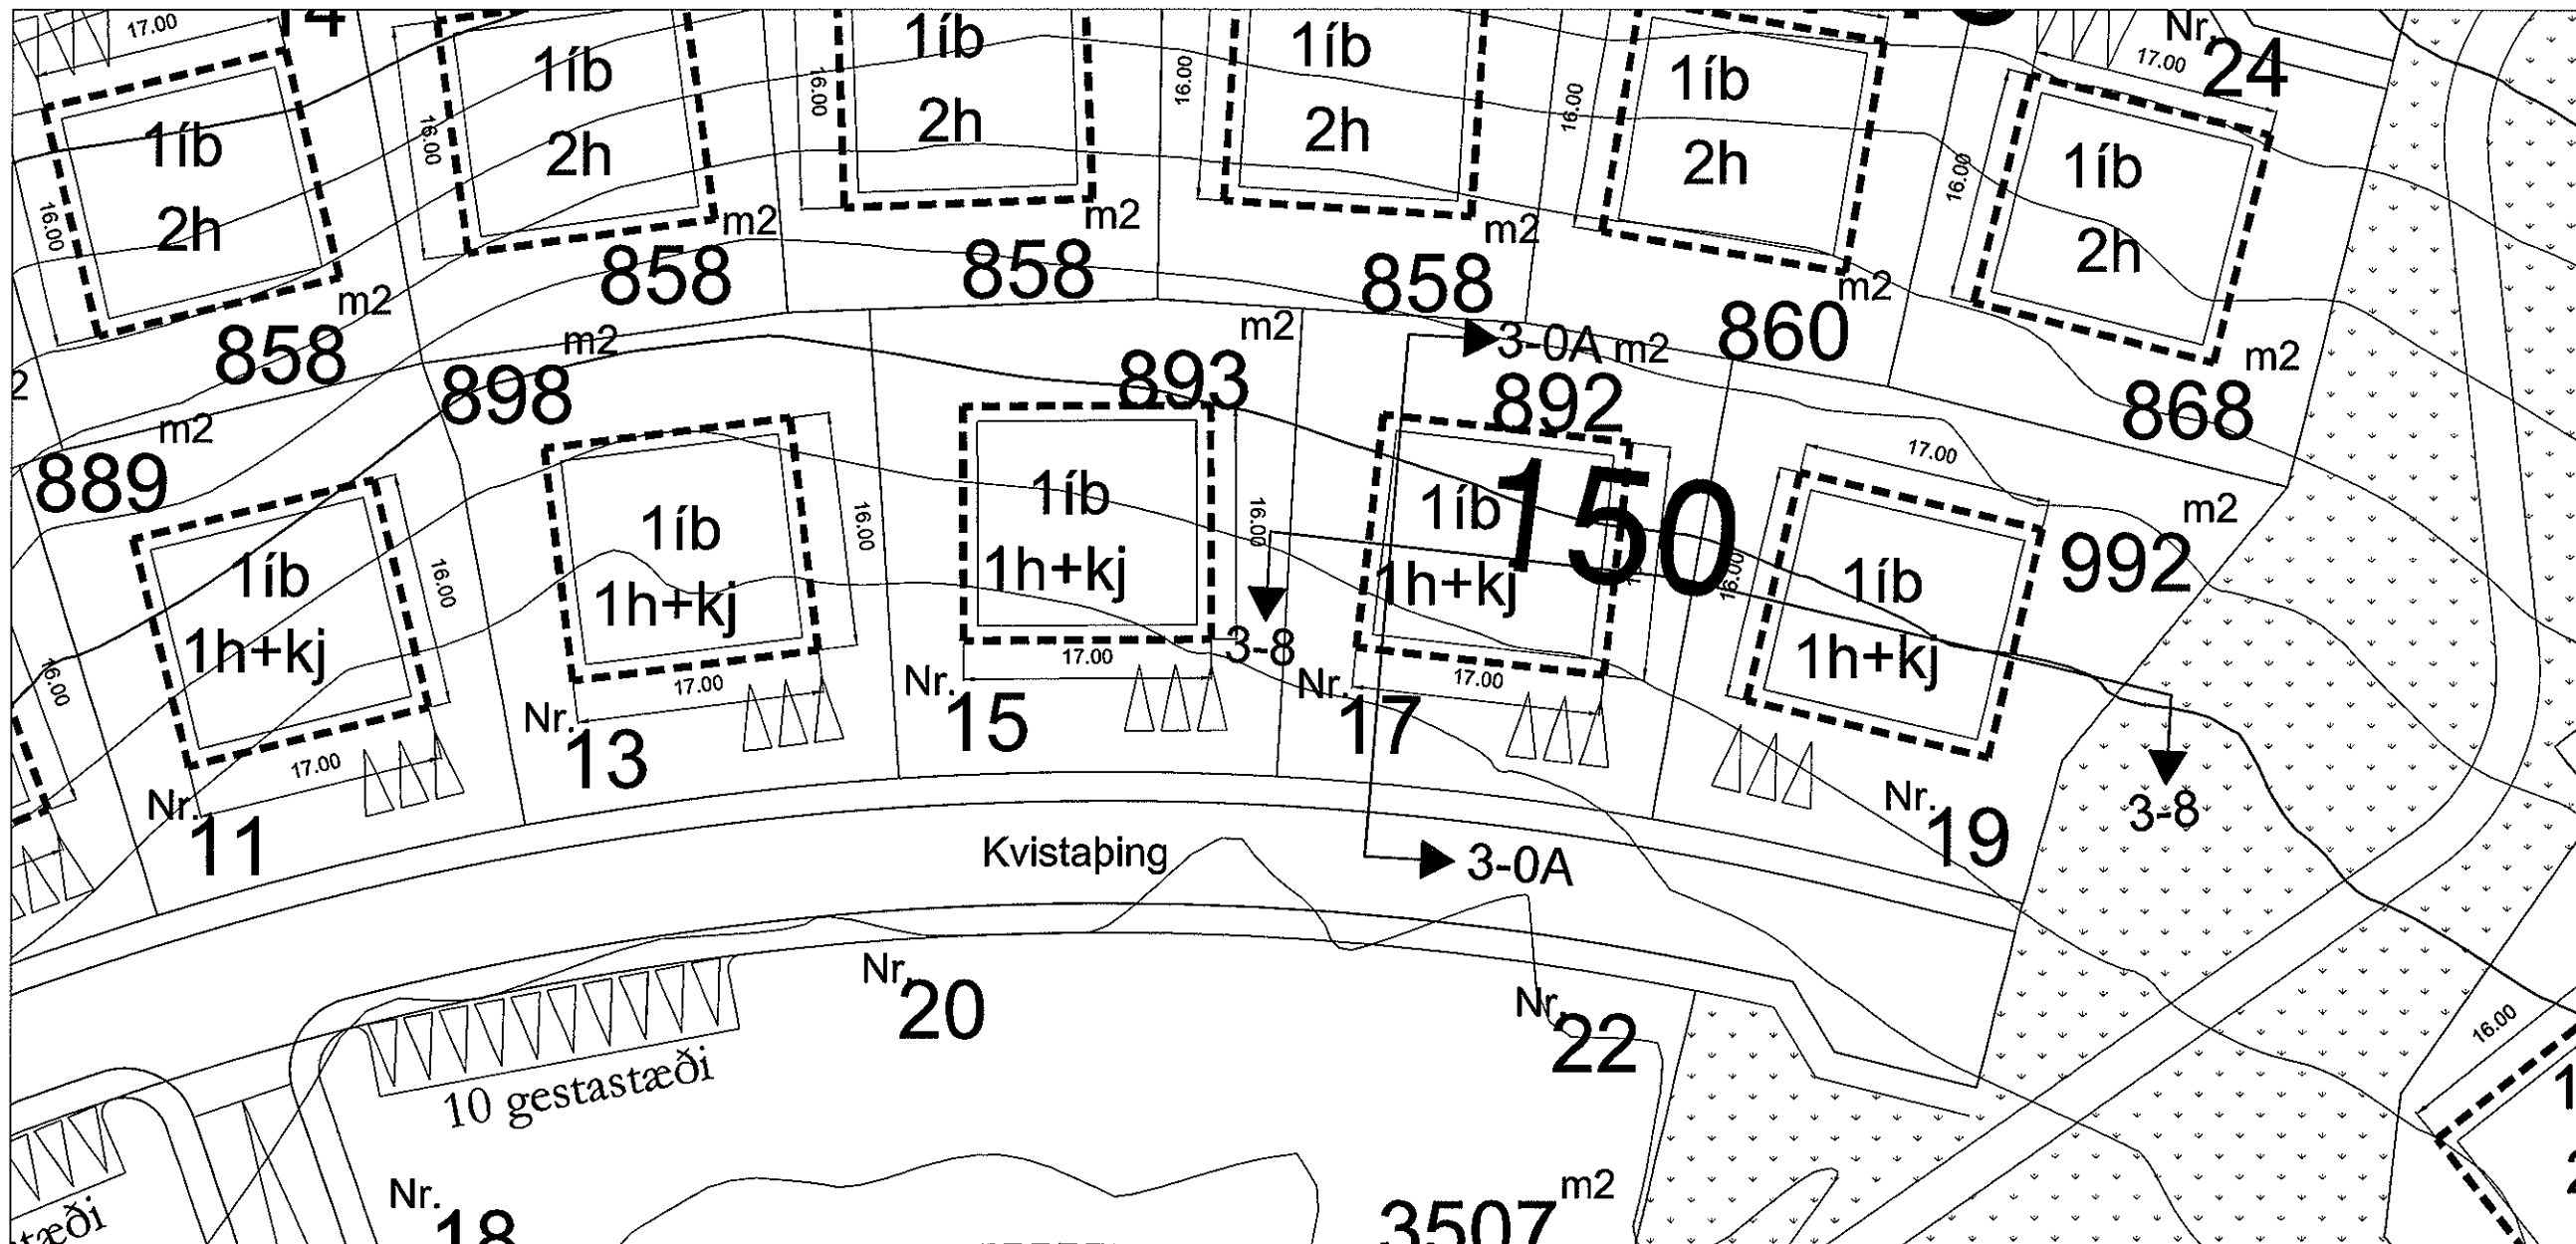 17.00
1íb
2h
16.00
m2
858
1íb
2h
16.00
m2
858
1íb
2h
16.00
m2
858
1íb
2h
16.00
m2
858
1íb
2h
16.00
m2
860
Nr.
24
17.00
1íb
2h
16.00
m2
868
m2
889
1íb
1h+kj
16.00
17.00
Nr.
11
16.00
m2
898
1íb
1h+kj
16.00
17.00
Nr.
13
m2
893
1íb
1h+kj
16.00
17.00
Nr.
15
3-8
3-0A
m2
892
150
1íb
1h+kj
17.00
Nr.
17
3-0A
17.00
m2
992
16.00
1íb
1h+kj
Nr.
19
3-8
Kvistaþing
Nr.
20
Nr.
22
10 gestastæði
Nr.
18
m2
3507
16.00